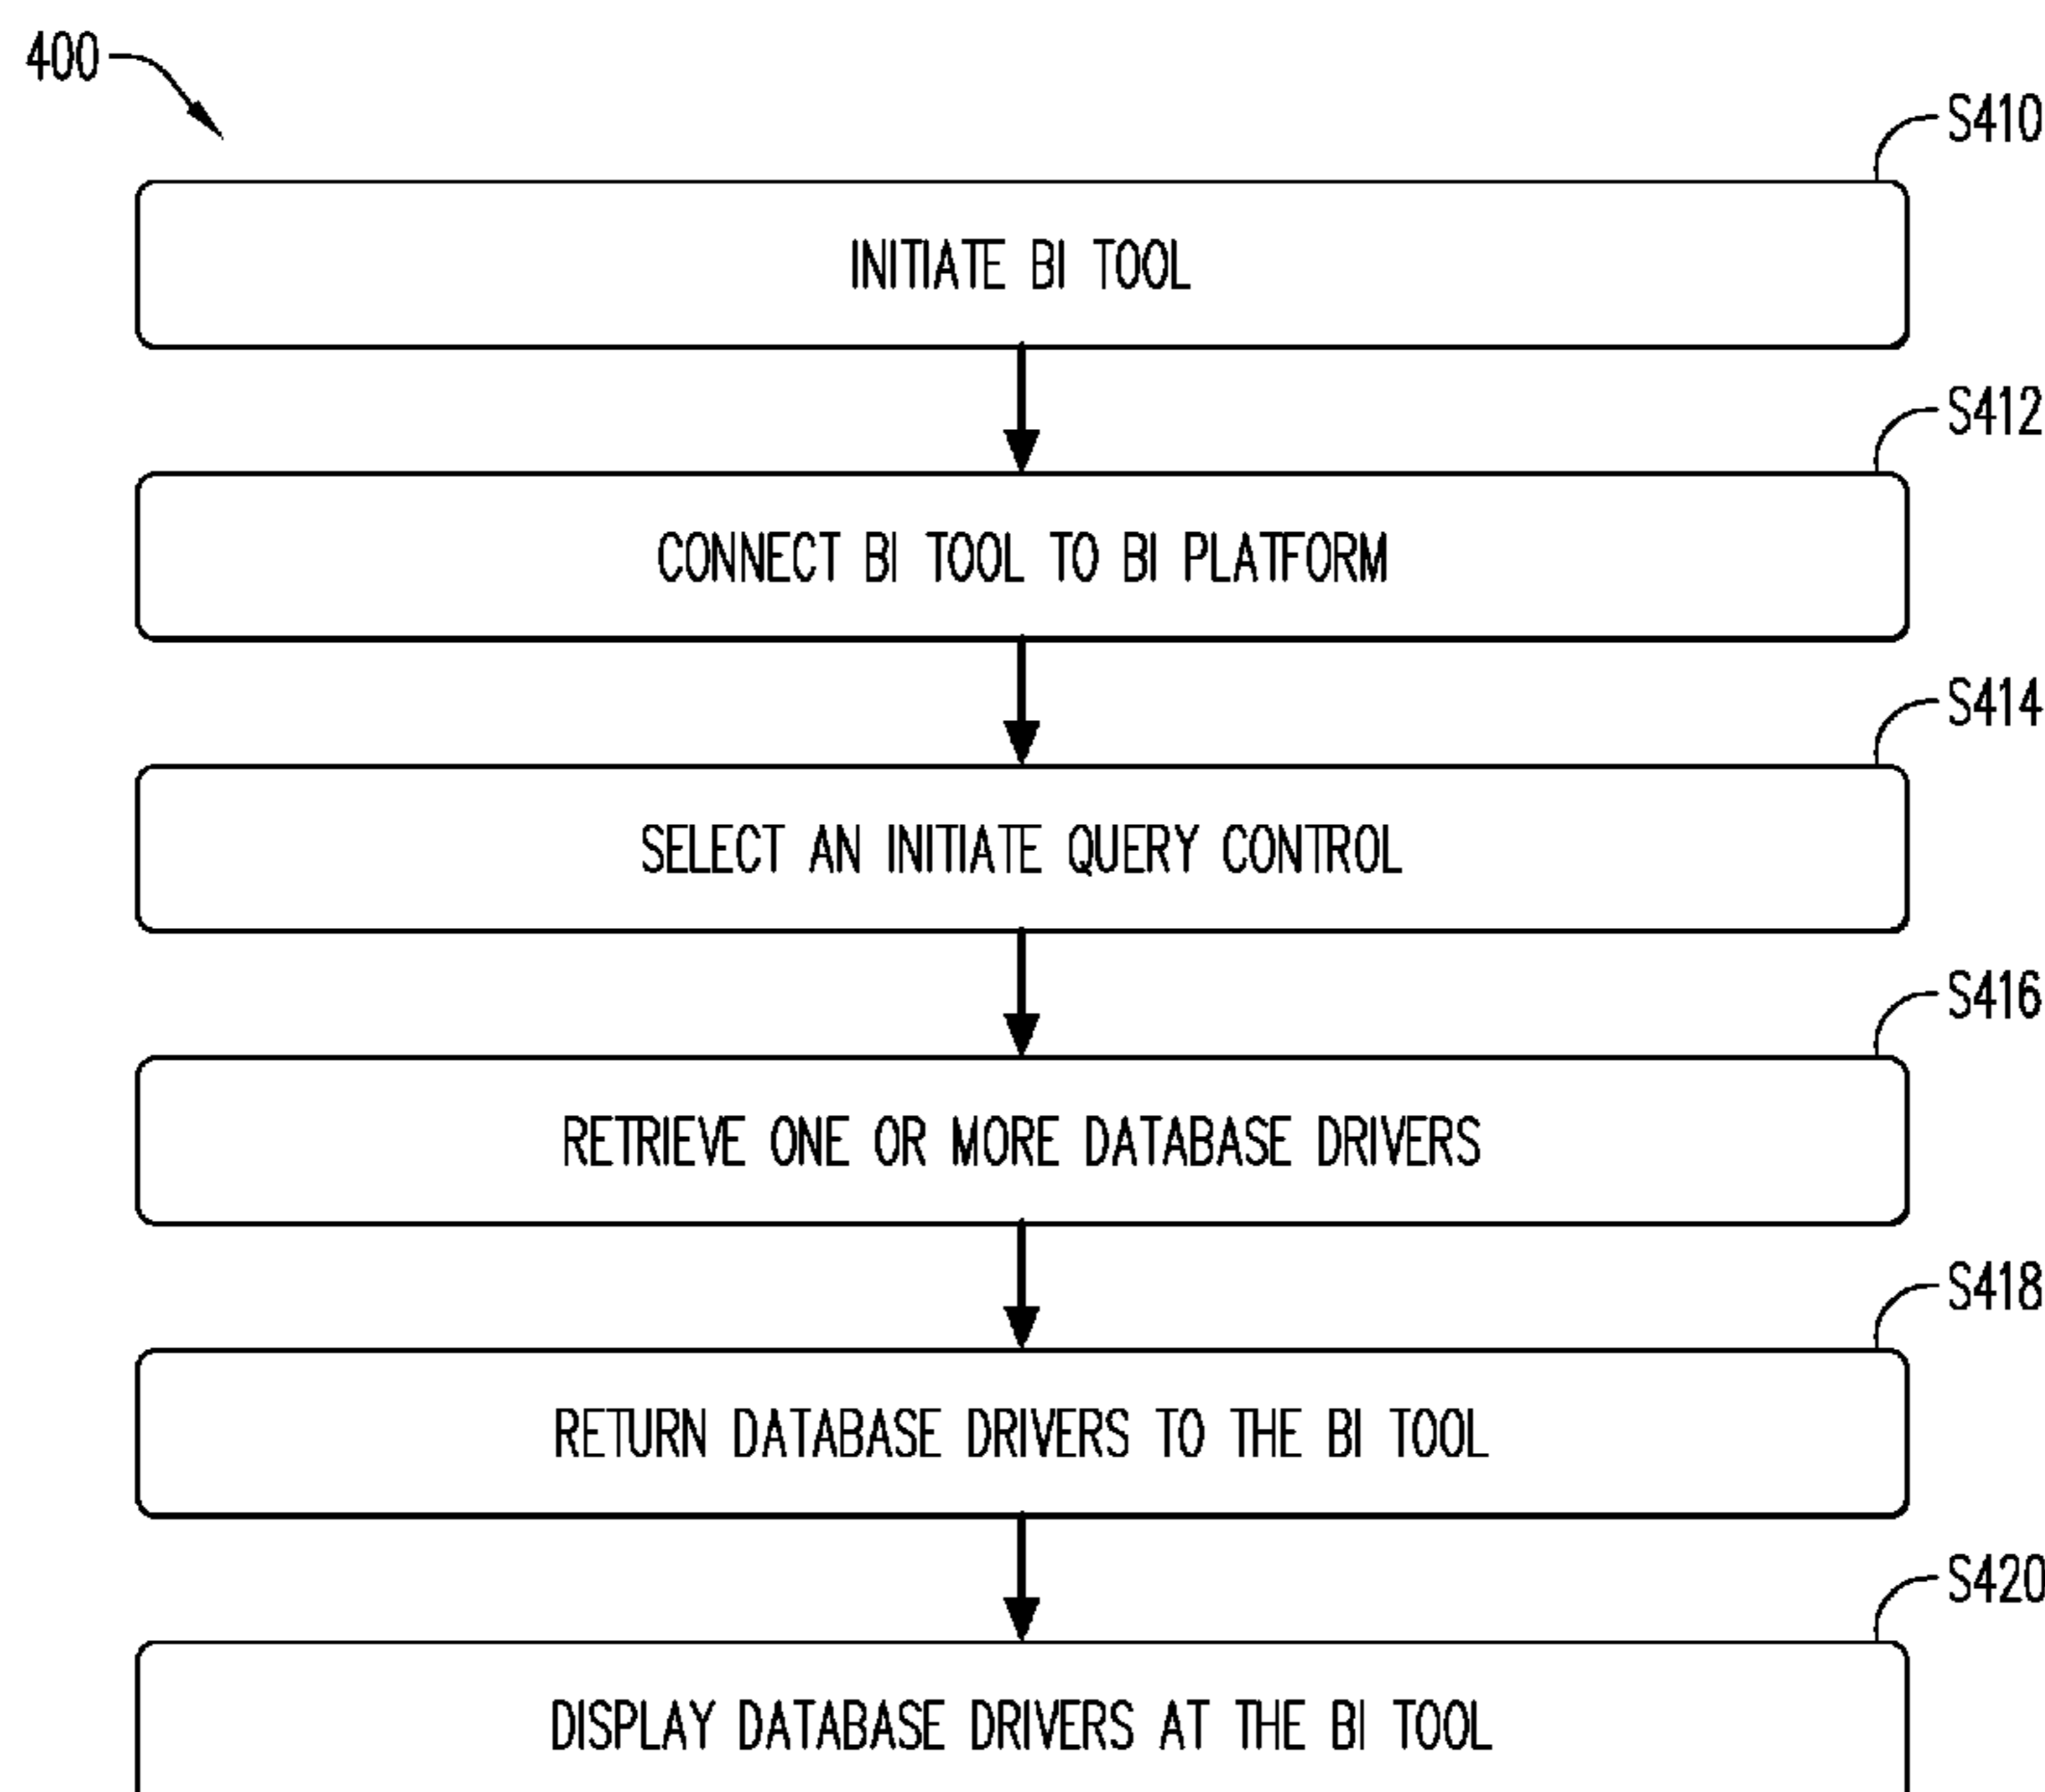 400
S410
INITIATE BI TOOL
S412
CONNECT BI TOOL TO BI PLATFORM
S414
SELECT AN INITIATE QUERY CONTROL
S416
RETRIEVE ONE OR MORE DATABASE DRIVERS
S418
RETURN DATABASE DRIVERS TO THE BI TOOL
S420
DISPLAY DATABASE DRIVERS AT THE BI TOOL